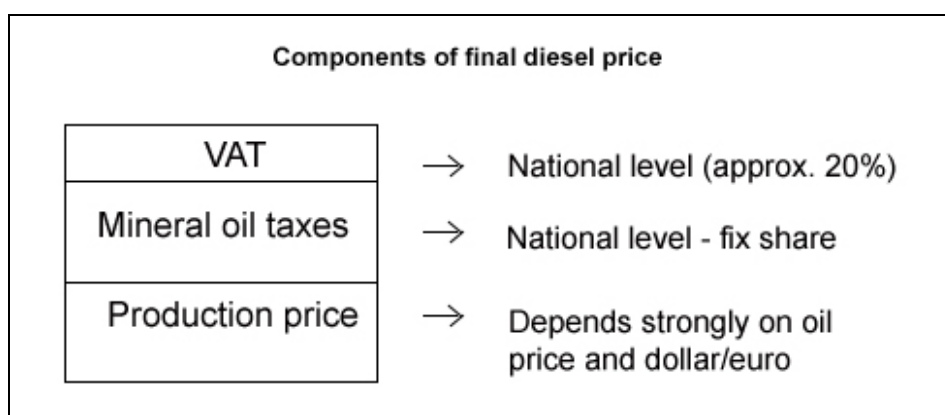 Components of final diesel price
VAT
→ National level (approx. 20%)
Mineral oil taxes
→ National level - fix share
Production price
→ Depends strongly on oil
price and dollar/euro